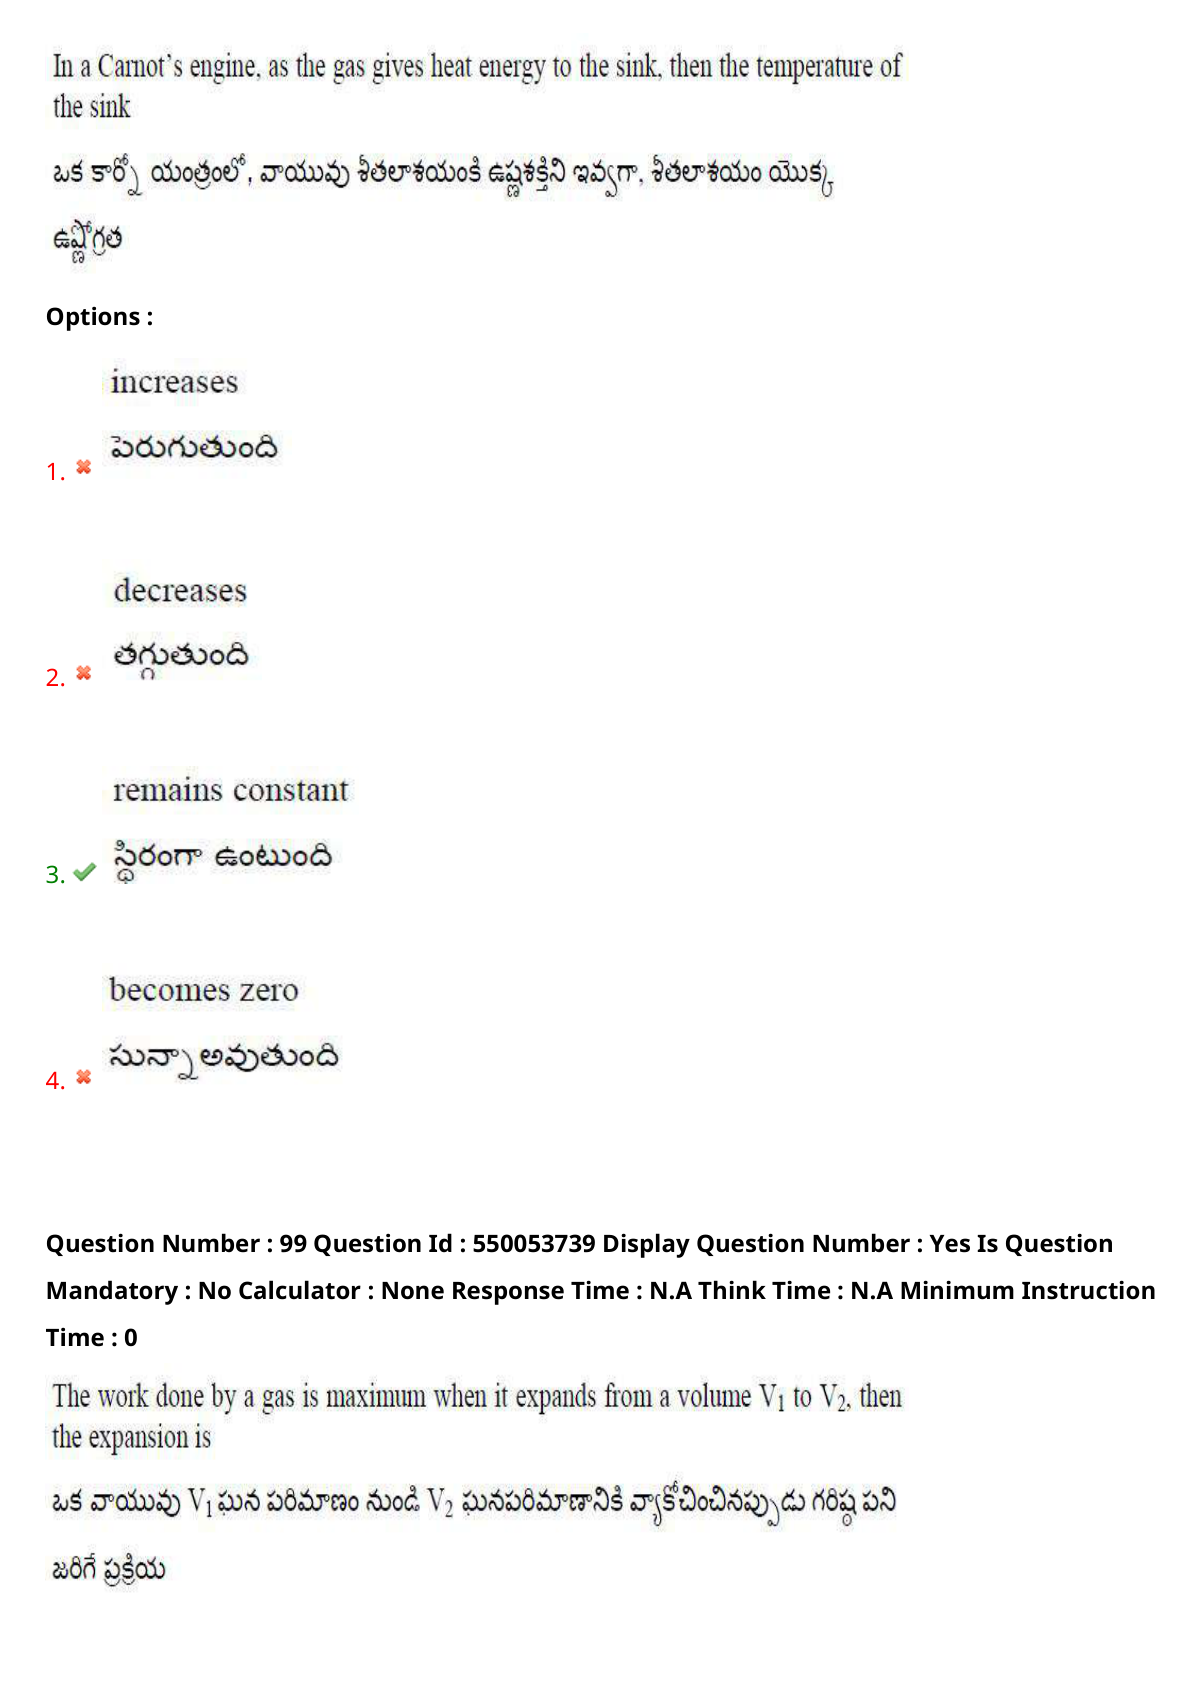 In a Carnot’s engine, as the gas gives heat energy to the sink, then the temperature of
the sink
ఒక కార్నో యంత్రంలో, వాయువు శీతలాశయంకి ఉష్ణశక్తిని ఇవ్వగా, శీతలాశయం యొక్క
ఉష్ణోగ్రత
Options :
increases
పెరుగుతుంది
1.
decreases
తగ్గుతుంది
2.
remains constant
స్థిరంగా ఉంటుంది
3.
becomes zero
సున్నా అవుతుంది
4.
Question Number : 99 Question Id : 550053739 Display Question Number : Yes Is Question
Mandatory : No Calculator : None Response Time : N.A Think Time : N.A Minimum Instruction
Time : 0
The work done by a gas is maximum when it expands from a volume V₁ to V₂, then
the expansion is
ఒక వాయువు V₁ ఘన పరిమాణం నుండి V₂ ఘనపరిమాణానికి వ్యాకోచించినప్పుడు గరిష్ఠ పని
జరిగే ప్రక్రియ